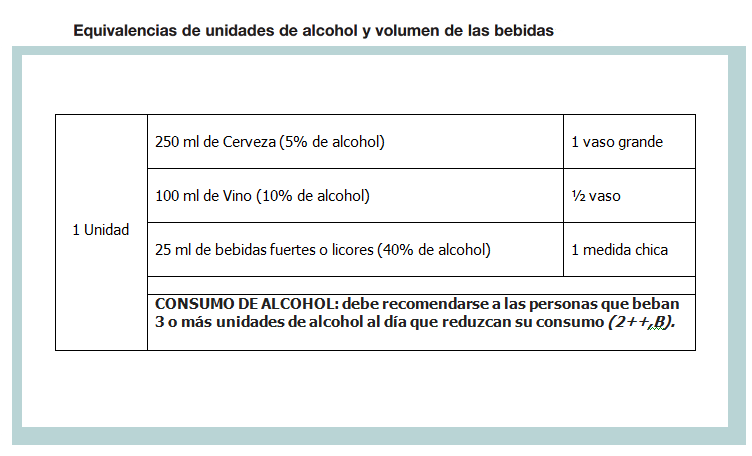 Equivalencias de unidades de alcohol y volumen de las bebidas
250 ml de Cerveza (5% de alcohol) 1 vaso grande
100 ml de Vino (10% de alcohol) ½ vaso
1 Unidad
25 ml de bebidas fuertes o licores (40% de alcohol) 1 medida chica
CONSUMO DE ALCOHOL: debe recomendarse a las personas que beban
3 o más unidades de alcohol al día que reduzcan su consumo (2++,B).